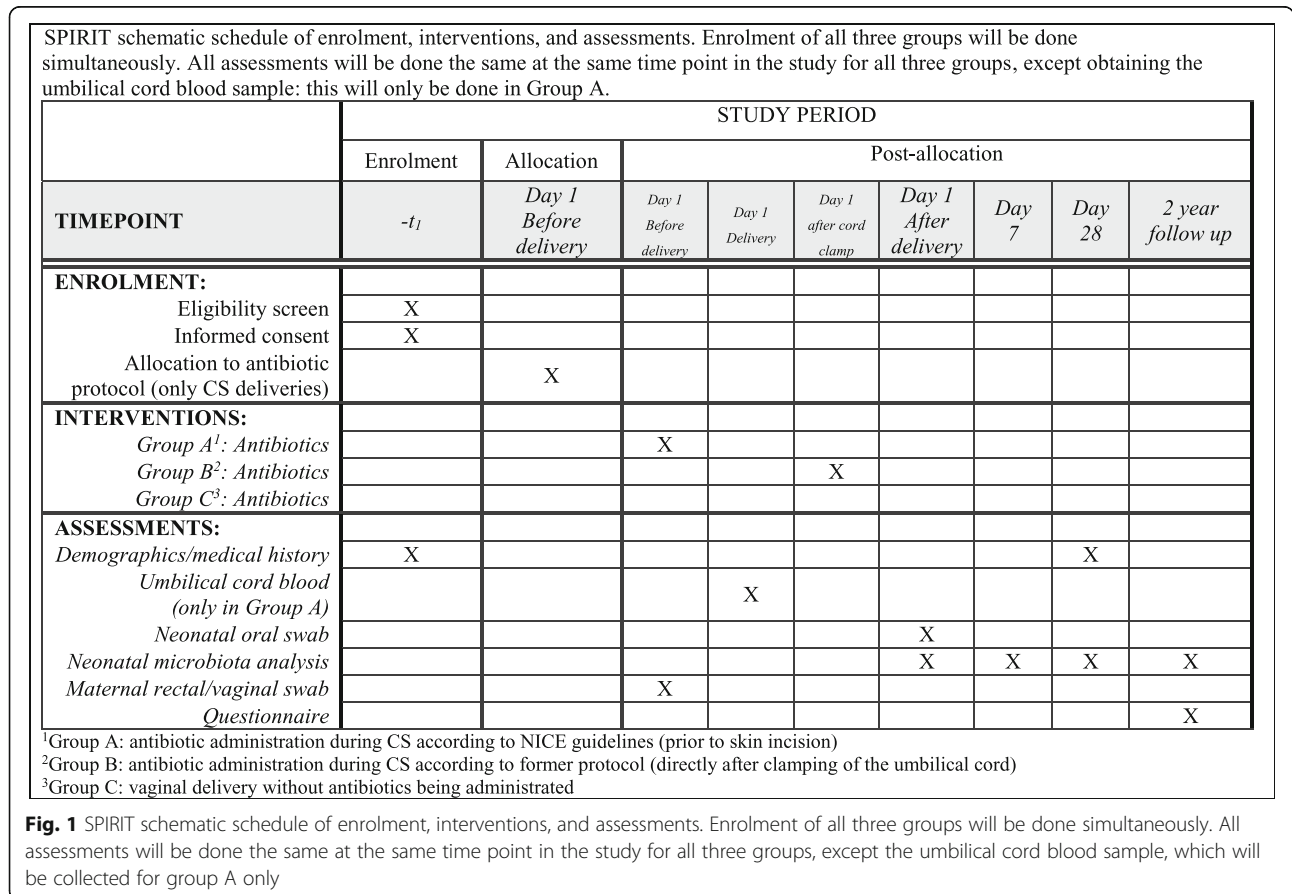 SPIRIT schematic schedule of enrolment, interventions, and assessments. Enrolment of all three groups will be done
simultaneously. All assessments will be done the same at the same time point in the study for all three groups, except obtaining the
umbilical cord blood sample: this will only be done in Group A.
STUDY PERIOD
Enrolment Allocation Post-allocation
TIMEPOINT -t1 Day 1 Before delivery Day 1 Before delivery Day 1 Delivery Day 1 after cord clamp Day 1 After delivery Day 7 Day 28 2 year follow up
ENROLMENT:
Eligibility screen X
Informed consent X
Allocation to antibiotic
protocol (only CS deliveries) X
INTERVENTIONS:
Group A1: Antibiotics X
Group B2: Antibiotics X
Group C3: Antibiotics
ASSESSMENTS:
Demographics/medical history X X
Umbilical cord blood
(only in Group A) X
Neonatal oral swab X
Neonatal microbiota analysis X X X X
Maternal rectal/vaginal swab X
Questionnaire X
1Group A: antibiotic administration during CS according to NICE guidelines (prior to skin incision)
2Group B: antibiotic administration during CS according to former protocol (directly after clamping of the umbilical cord)
3Group C: vaginal delivery without antibiotics being administrated
Fig. 1 SPIRIT schematic schedule of enrolment, interventions, and assessments. Enrolment of all three groups will be done simultaneously. All
assessments will be done the same at the same time point in the study for all three groups, except the umbilical cord blood sample, which will
be collected for group A only